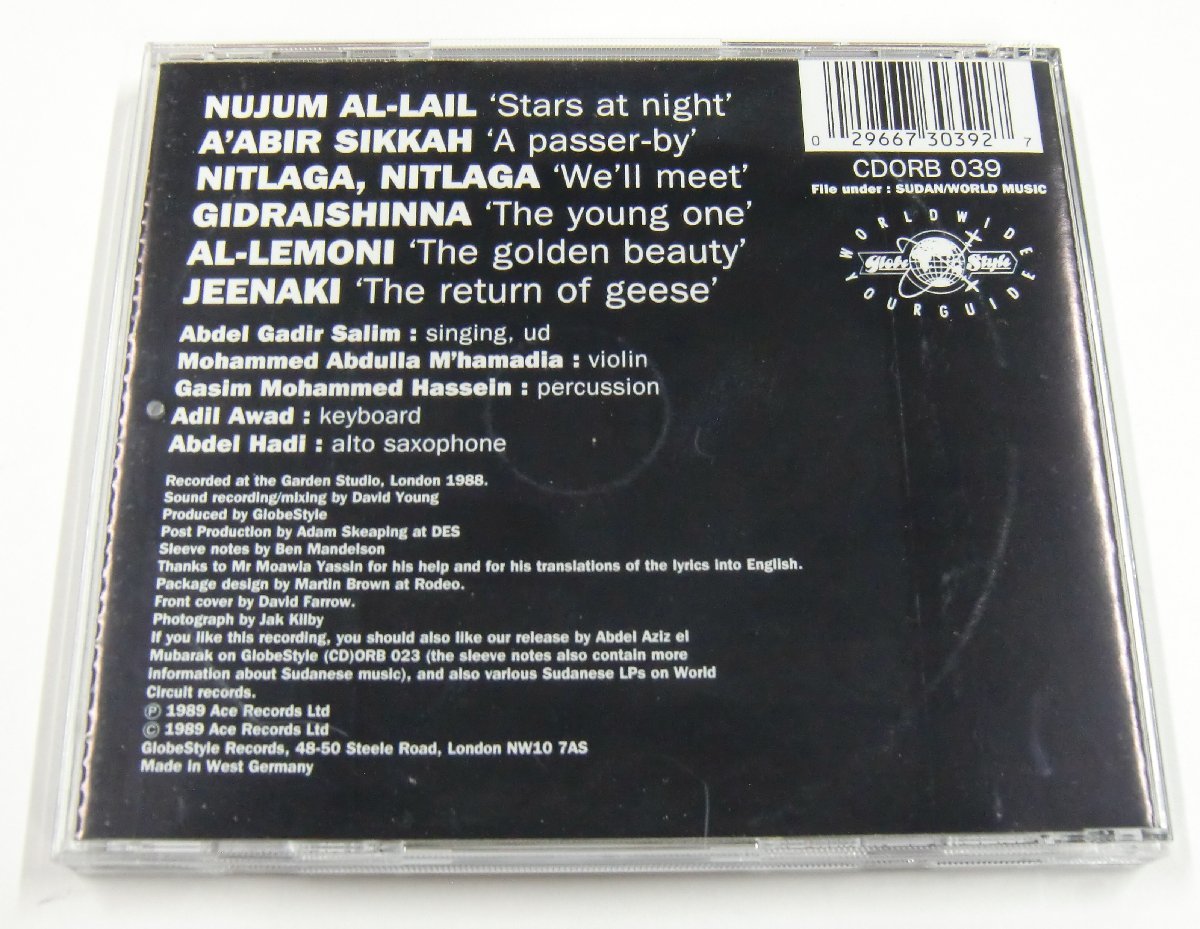 NUJUM AL-LAIL ‘Stars at night’
A’ABIR SIKKAH ‘A passer-by’
NITLAGA, NITLAGA ‘We’ll meet’
GIDRAISHINNA ‘The young one’
AL-LEMONI ‘The golden beauty’
JEENAKI ‘The return of geese’
Abdel Gadir Salim : singing, ud
Mohammed Abdulla M’hamadia : violin
Gasim Mohammed Hassein : percussion
Adil Awad : keyboard
Abdel Hadi : alto saxophone
Recorded at the Garden Studio, London 1988.
Sound recording/mixing by David Young
Produced by GlobeStyle
Post Production by Adam Skeaping at DES
Sleeve notes by Ben Mandelson
Thanks to Mr Moawia Yassin for his help and for his translations of the lyrics into English.
Package design by Martin Brown at Rodeo.
Front cover by David Farrow.
Photograph by Jak Kilby
If you like this recording, you should also like our release by Abdel Aziz el
Mubarak on GlobeStyle (CD)ORB 023 (the sleeve notes also contain more
information about Sudanese music), and also various Sudanese LPs on World
Circuit records.
℗ 1989 Ace Records Ltd
© 1989 Ace Records Ltd
GlobeStyle Records, 48-50 Steele Road, London NW10 7AS
Made in West Germany
0 29667 30392 7
CDORB 039
File under : SUDAN/WORLD MUSIC
WORLDWIDE
Globe Style
YOUR GUIDE